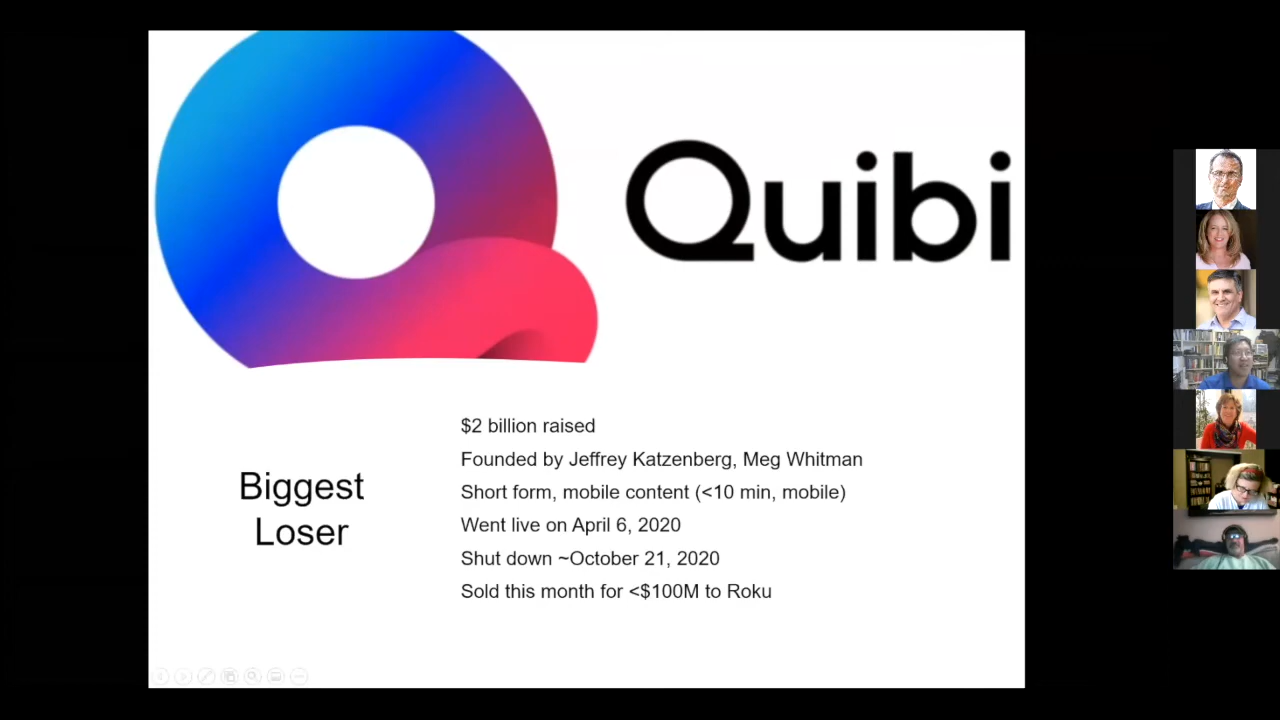 Quibi
Biggest
Loser
$2 billion raised
Founded by Jeffrey Katzenberg, Meg Whitman
Short form, mobile content (<10 min, mobile)
Went live on April 6, 2020
Shut down ~October 21, 2020
Sold this month for <$100M to Roku